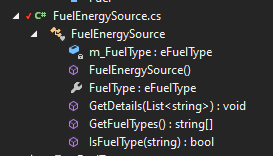 C# FuelEnergySource.cs
FuelEnergySource
m_FuelType : eFuelType
FuelEnergySource()
FuelType : eFuelType
GetDetails(List<string>) : void
GetFuelTypes() : string[]
IsFuelType(string) : bool